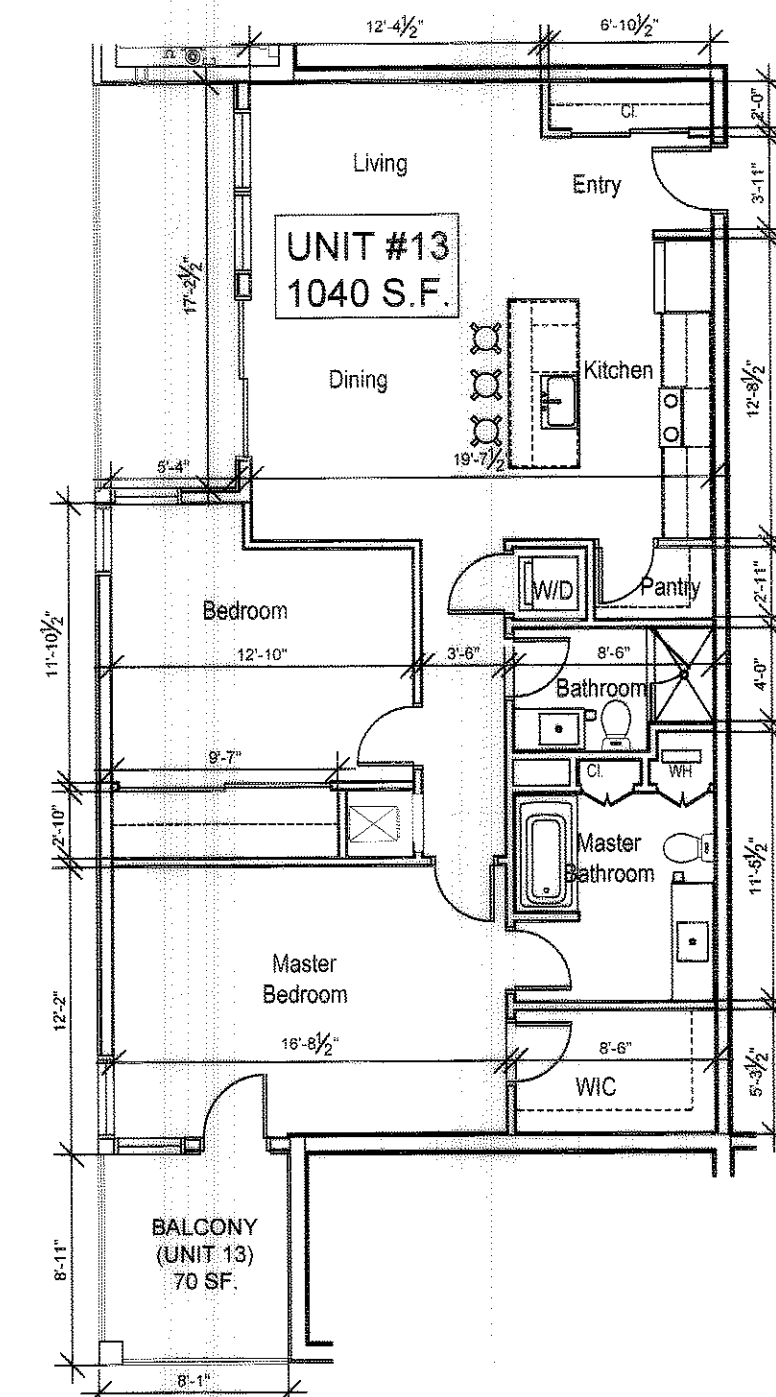 12'-4½"
6'-10½"
Cl.
2'-0"
Living
Entry
3'-11"
UNIT #13
1040 S.F.
17'-2½"
Dining
Kitchen
12'-8½"
5'-4"
19'-7½"
W/D
Pantry
2'-11"
Bedroom
11'-10½"
12'-10"
3'-6"
8'-6"
4'-0"
Bathroom
9'-7"
Cl.
WH
2'-10"
Master
Bathroom
11'-5½"
Master
Bedroom
12'-2"
16'-8½"
8'-6"
WIC
5'-3½"
BALCONY
(UNIT 13)
70 SF.
8'-11"
8'-1"